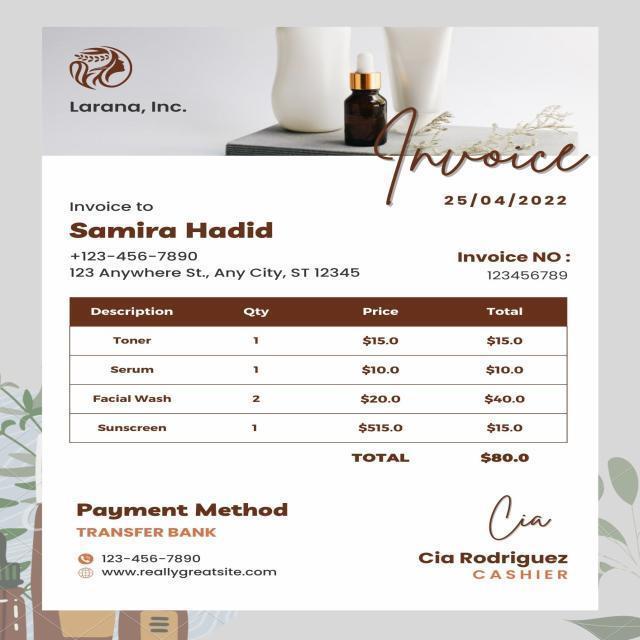 Larana, Inc.
Invoice
25/04/2022
Invoice to
Samira Hadid
+123-456-7890
123 Anywhere St., Any City, ST 12345
Invoice NO :
123456789
Description Qty Price Total
Toner 1 $15.0 $15.0
Serum 1 $10.0 $10.0
Facial Wash 2 $20.0 $40.0
Sunscreen 1 $515.0 $15.0
TOTAL $80.0
Payment Method
TRANSFER BANK
123-456-7890
www.reallygreatsite.com
Cia
Cia Rodriguez
CASHIER